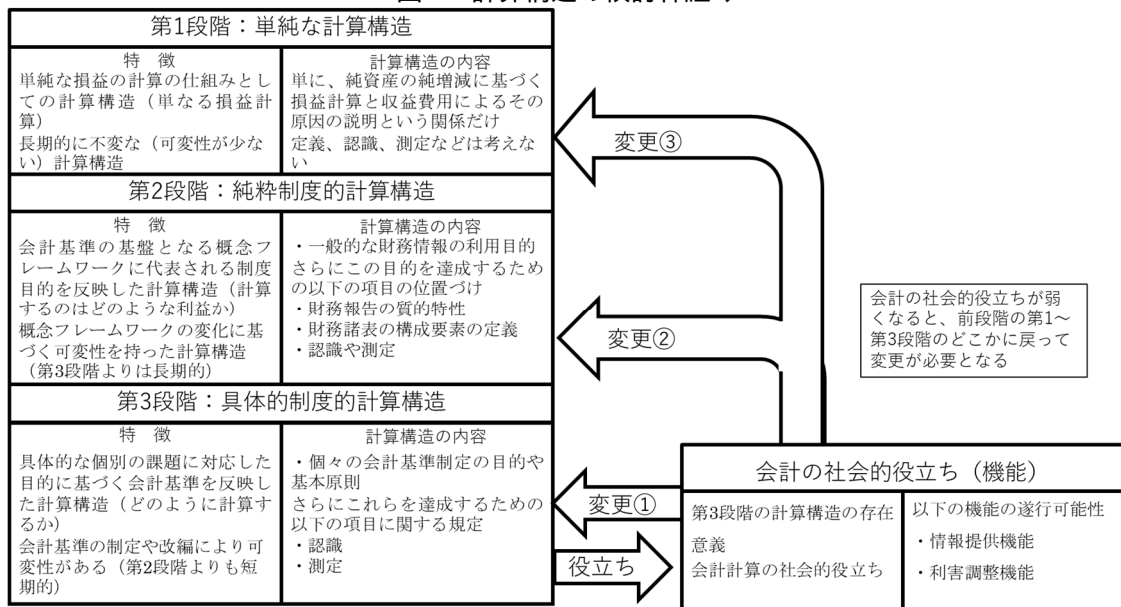 第1段階：単純な計算構造
特　徴
単純な損益の計算の仕組みとし
ての計算構造（単なる損益計
算）
長期的に不変な（可変性が少な
い）計算構造
計算構造の内容
単に、純資産の純増減に基づく
損益計算と収益費用によるその
原因の説明という関係だけ
定義、認識、測定などは考えな
い
第2段階：純粋制度的計算構造
特　徴
会計基準の基盤となる概念フ
レームワークに代表される制度
目的を反映した計算構造（計算
するのはどのような利益か）
概念フレームワークの変化に基
づく可変性を持った計算構造
（第3段階よりは長期的）
計算構造の内容
・一般的な財務情報の利用目的
さらにこの目的を達成するため
の以下の項目の位置づけ
・財務報告の質的特性
・財務諸表の構成要素の定義
・認識や測定
第3段階：具体的制度的計算構造
特　徴
具体的な個別の課題に対応した
目的に基づく会計基準を反映し
た計算構造（どのように計算す
るか）
会計基準の制定や改編により可
変性がある（第2段階よりも短
期的）
計算構造の内容
・個々の会計基準制定の目的や
基本原則
さらにこれらを達成するための
以下の項目に関する規定
・認識
・測定
変更③
変更②
変更①
役立ち
会計の社会的役立ちが弱
くなると、前段階の第1～
第3段階のどこかに戻って
変更が必要となる
会計の社会的役立ち（機能）
第3段階の計算構造の存在
意義
会計計算の社会的役立ち
以下の機能の遂行可能性
・情報提供機能
・利害調整機能